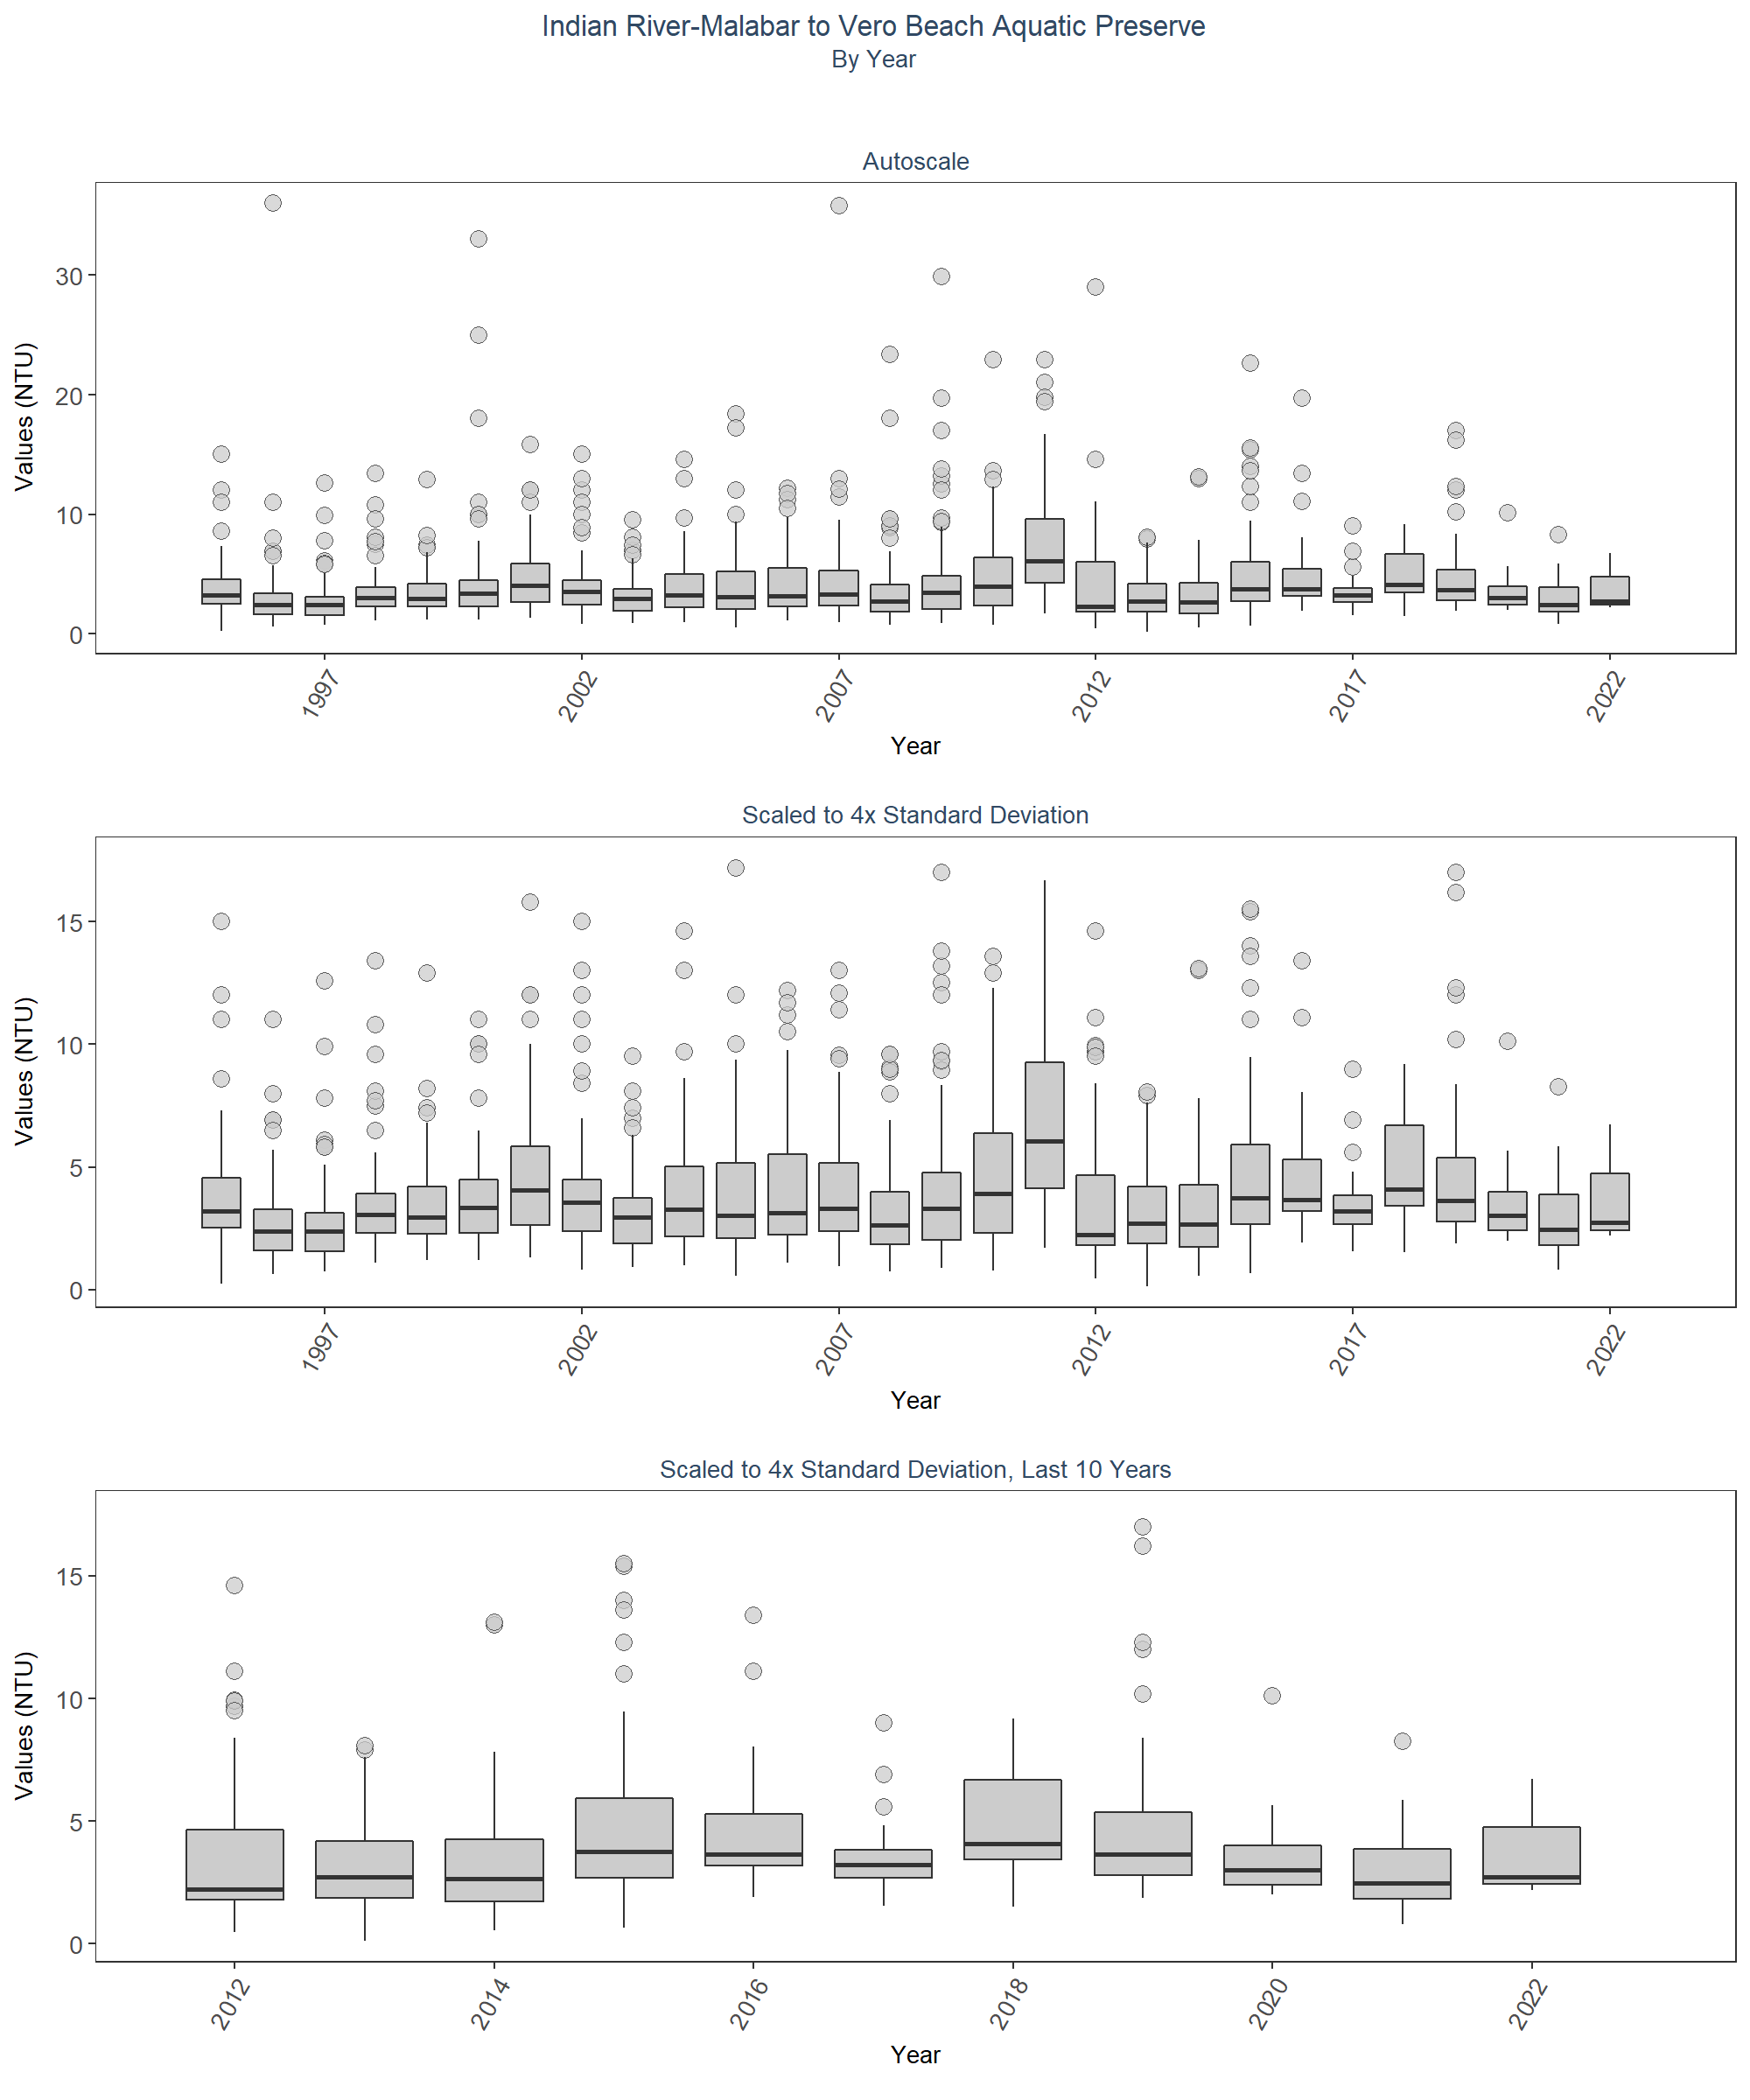 Indian River-Malabar to Vero Beach Aquatic Preserve
By Year
Autoscale
Values (NTU)
30
20
10
0
1997
2002
2007
2012
2017
2022
Year
Scaled to 4x Standard Deviation
Values (NTU)
15
10
5
0
1997
2002
2007
2012
2017
2022
Year
Scaled to 4x Standard Deviation, Last 10 Years
Values (NTU)
15
10
5
0
2012
2014
2016
2018
2020
2022
Year